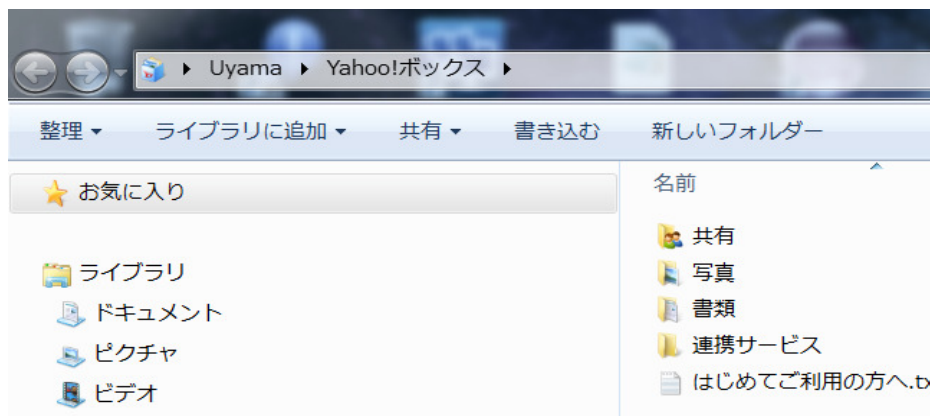 Uyama Yahoo!ボックス
整理 ライブラリに追加 共有 書き込む 新しいフォルダー
お気に入り
ライブラリ
ドキュメント
ピクチャ
ビデオ
名前
共有
写真
書類
連携サービス
はじめてご利用の方へ.tx